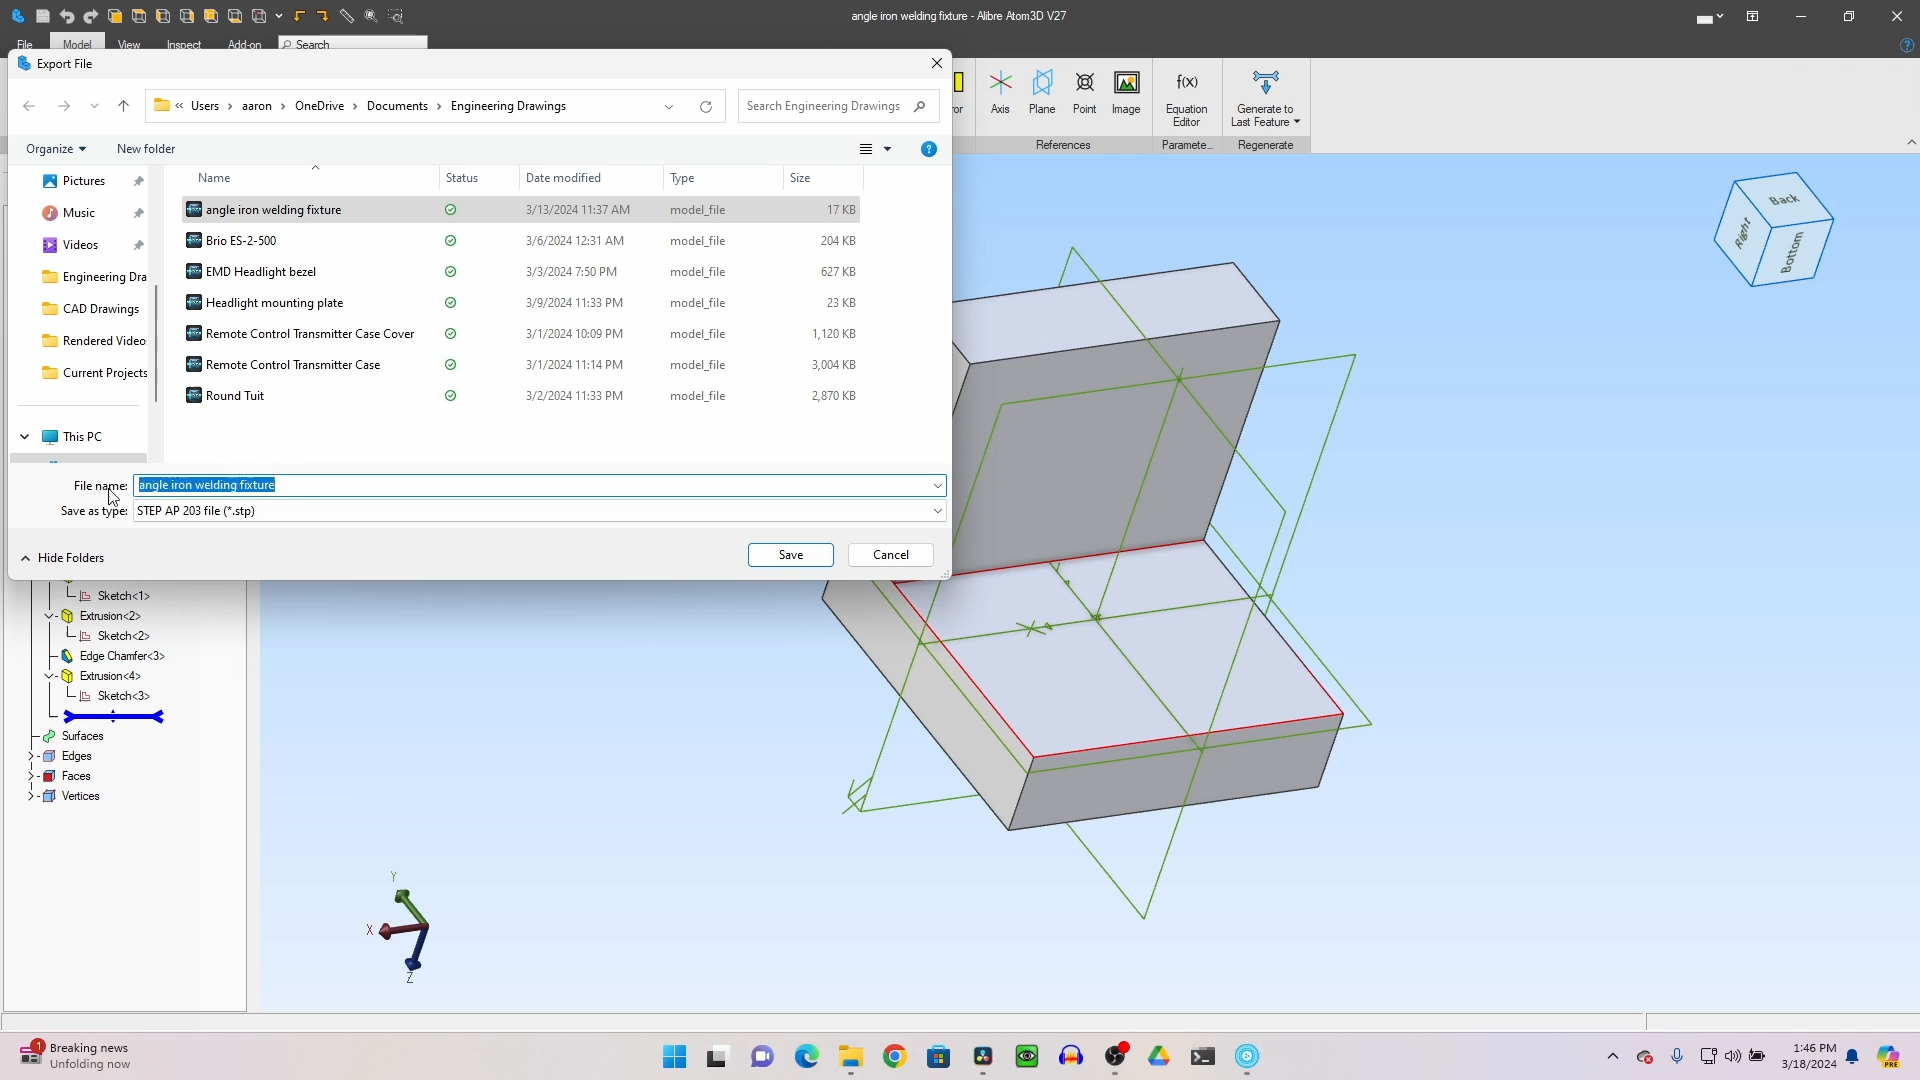 angle iron welding fixture - Alibre Atom3D V27
File Model View Inspect Add-on Search
Export File
« Users > aaron > OneDrive > Documents > Engineering Drawings
Search Engineering Drawings
Organize New folder
Name Status Date modified Type Size
Pictures
Music
Videos
Engineering Dra
CAD Drawings
Rendered Video
Current Projects
This PC
angle iron welding fixture 3/13/2024 11:37 AM model_file 17 KB
Brio ES-2-500 3/6/2024 12:31 AM model_file 204 KB
EMD Headlight bezel 3/3/2024 7:50 PM model_file 627 KB
Headlight mounting plate 3/9/2024 11:33 PM model_file 23 KB
Remote Control Transmitter Case Cover 3/1/2024 10:09 PM model_file 1,120 KB
Remote Control Transmitter Case 3/1/2024 11:14 PM model_file 3,004 KB
Round Tuit 3/2/2024 11:33 PM model_file 2,870 KB
File name: angle iron welding fixture
Save as type: STEP AP 203 file (*.stp)
Hide Folders
Save Cancel
or
Axis Plane Point Image
f(x)
Equation
Editor
Generate to
Last Feature
References Paramete... Regenerate
Back
Right
Bottom
Sketch<1>
Extrusion<2>
Sketch<2>
Edge Chamfer<3>
Extrusion<4>
Sketch<3>
Surfaces
Edges
Faces
Vertices
Y
X
Z
1
Breaking news
Unfolding now
1:46 PM
3/18/2024
PRE